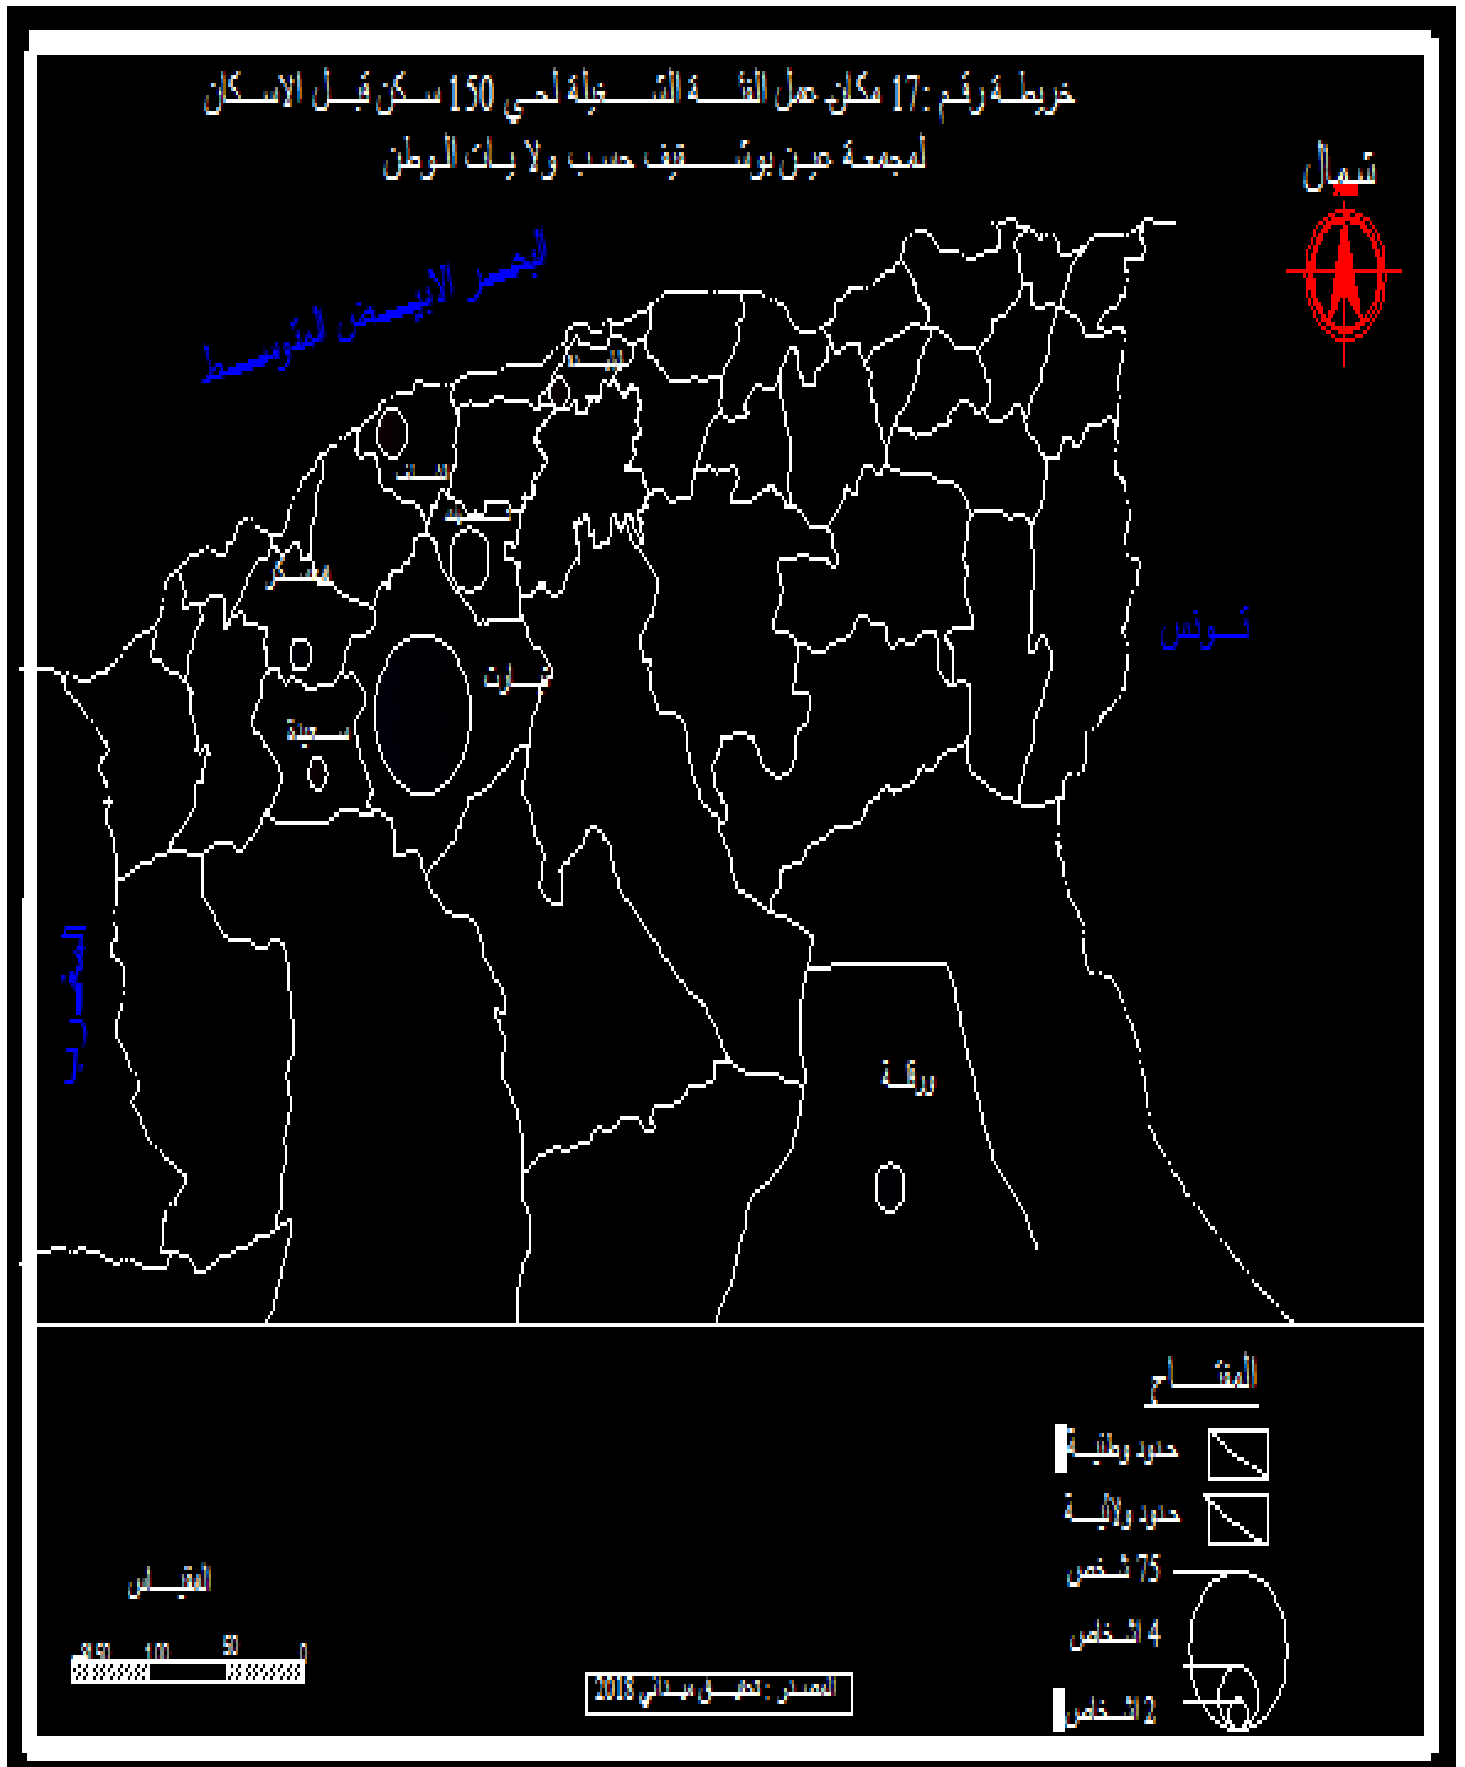 خريطة رقم :17 مكان عمل الفئة الشغيلة لحي 150 سكن قبل الاسكان
لمجمعة عين بوشقيف حسب ولايات الوطن
شمال
البحر الابيض المتوسط
الشلف
معسكر
تيارت
سعيدة
تونس
المغرب
ورقلة
المفتاح
حدود وطنية
حدود ولائية
75 شخص
4 اشخاص
2 اشخاص
المقياس
100 50 0
المصدر : تحقيق ميداني 2018